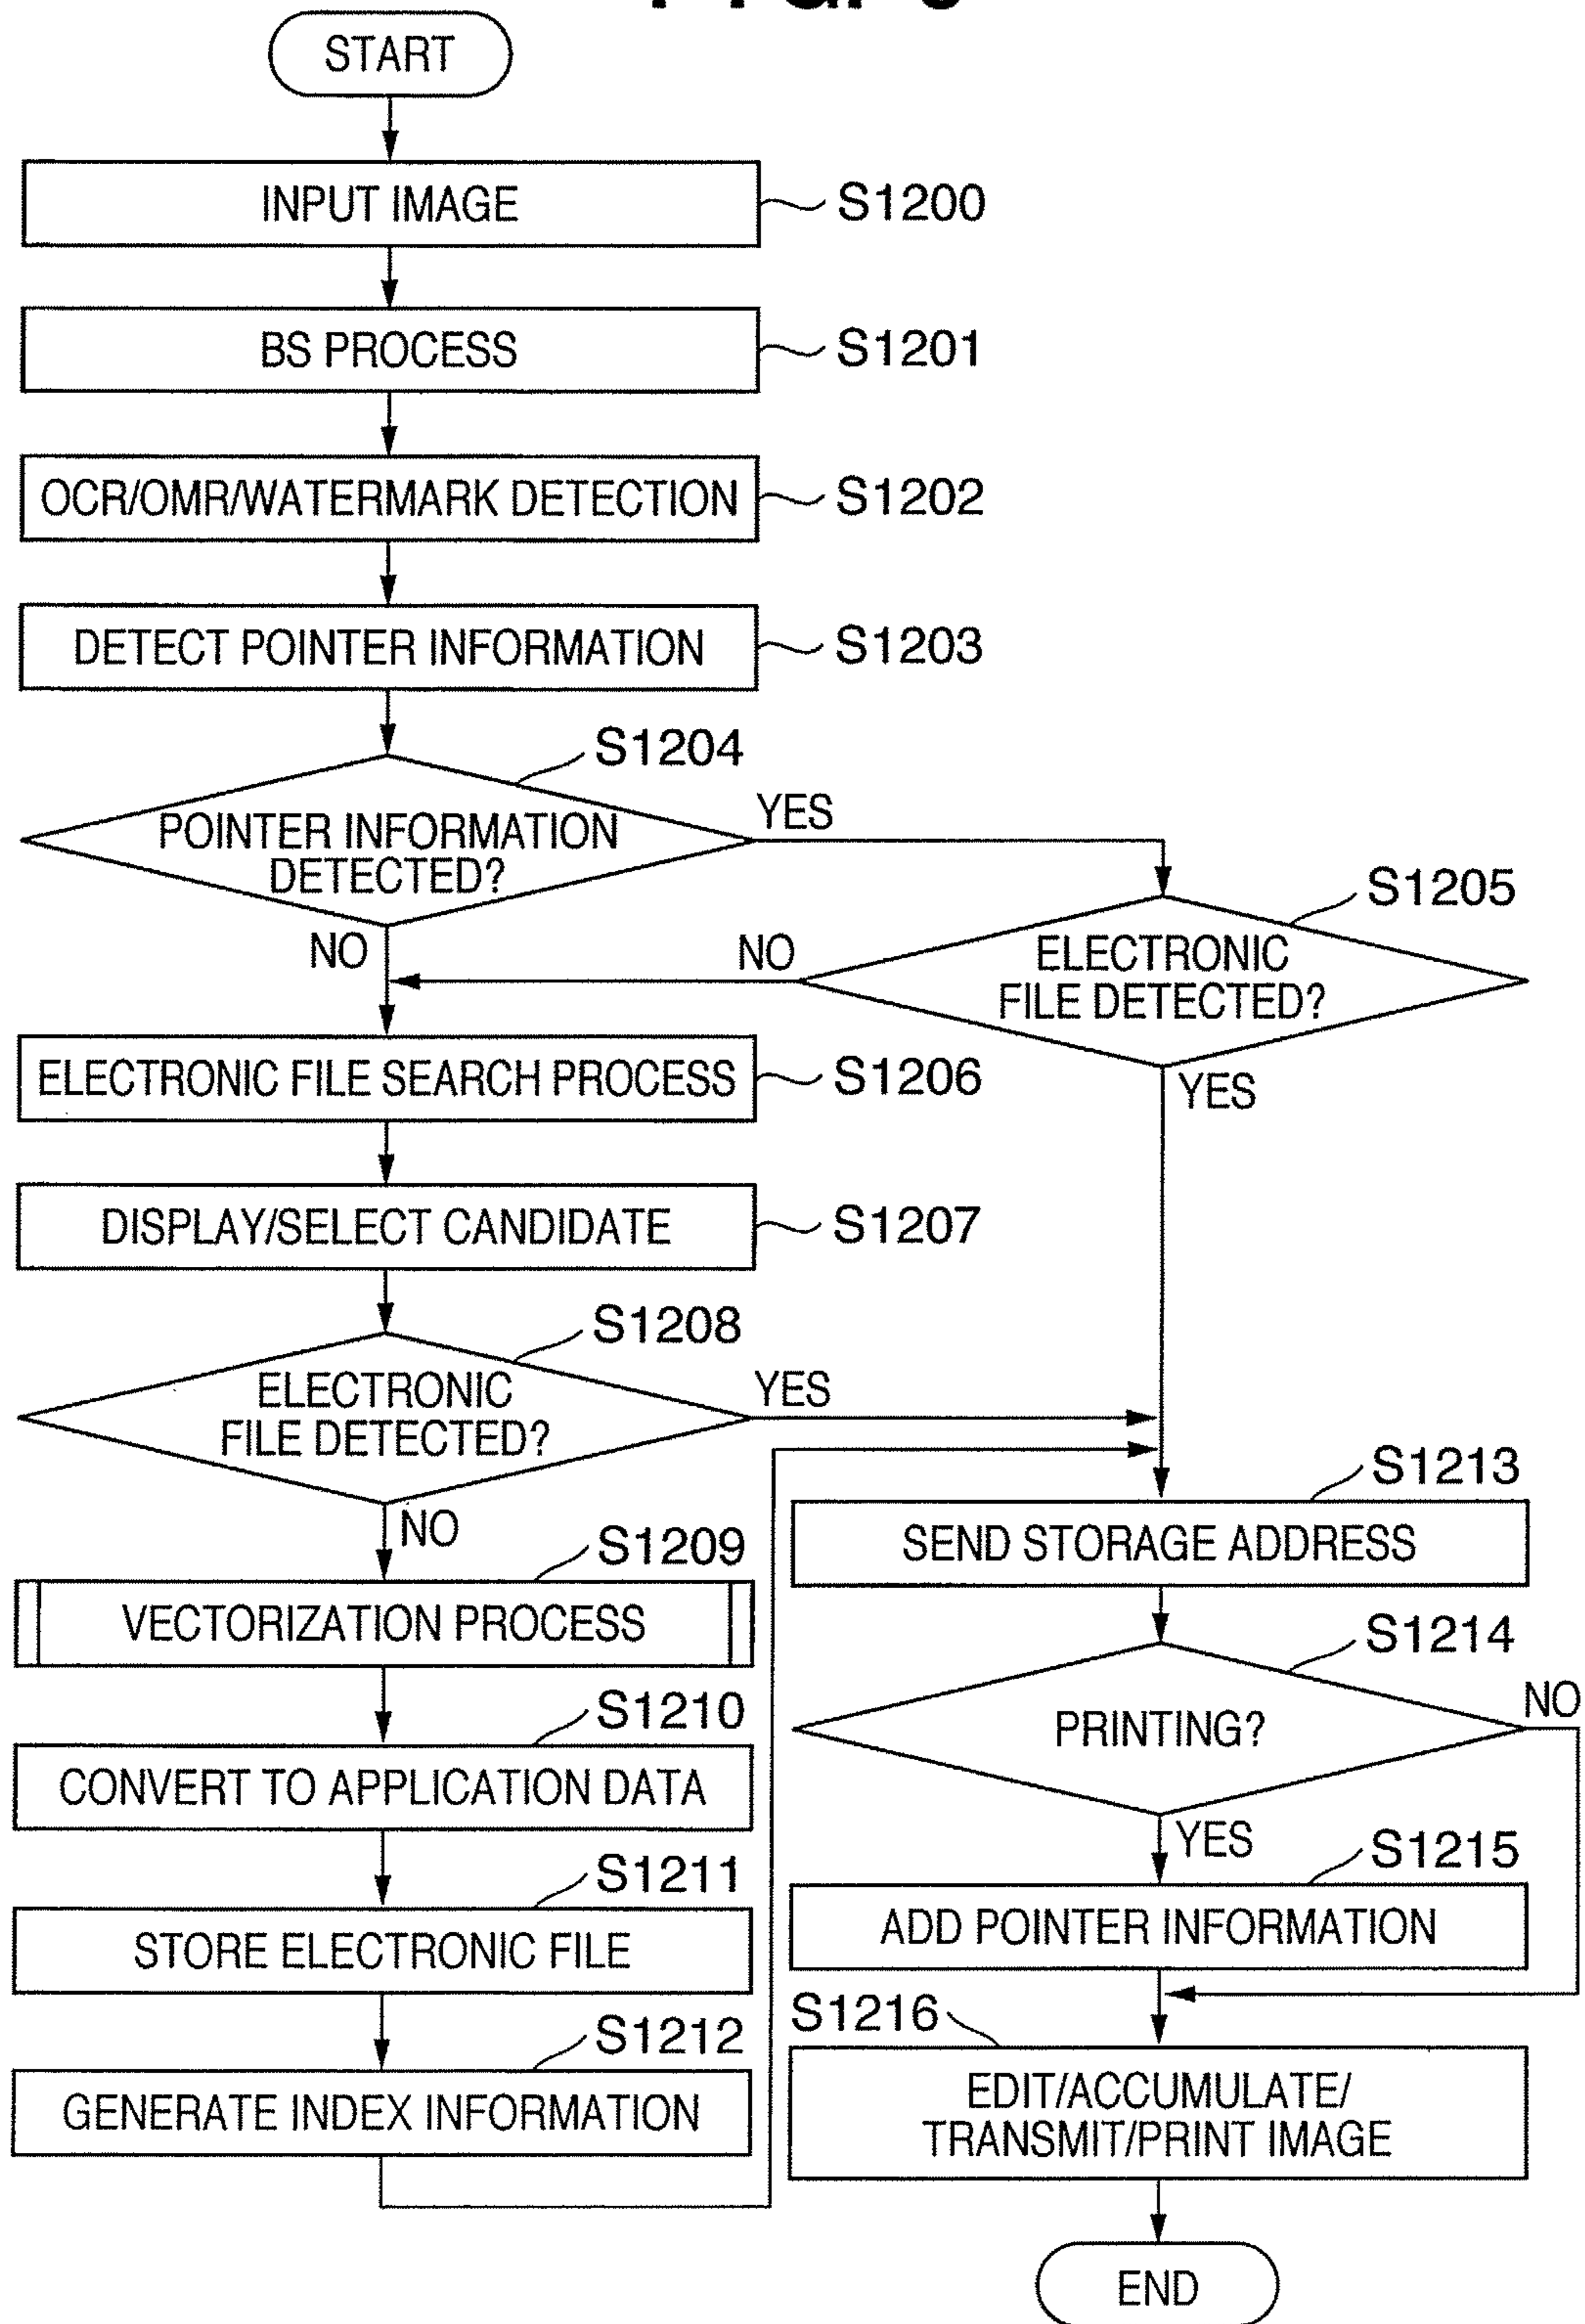 START
INPUT IMAGE
S1200
BS PROCESS
S1201
OCR/OMR/WATERMARK DETECTION
S1202
DETECT POINTER INFORMATION
S1203
S1204
POINTER INFORMATION
DETECTED?
YES
NO
S1205
ELECTRONIC
FILE DETECTED?
NO
YES
ELECTRONIC FILE SEARCH PROCESS
S1206
DISPLAY/SELECT CANDIDATE
S1207
S1208
ELECTRONIC
FILE DETECTED?
YES
NO
S1209
VECTORIZATION PROCESS
S1210
CONVERT TO APPLICATION DATA
S1211
STORE ELECTRONIC FILE
S1212
GENERATE INDEX INFORMATION
S1213
SEND STORAGE ADDRESS
S1214
PRINTING?
NO
YES
S1215
ADD POINTER INFORMATION
S1216
EDIT/ACCUMULATE/
TRANSMIT/PRINT IMAGE
END